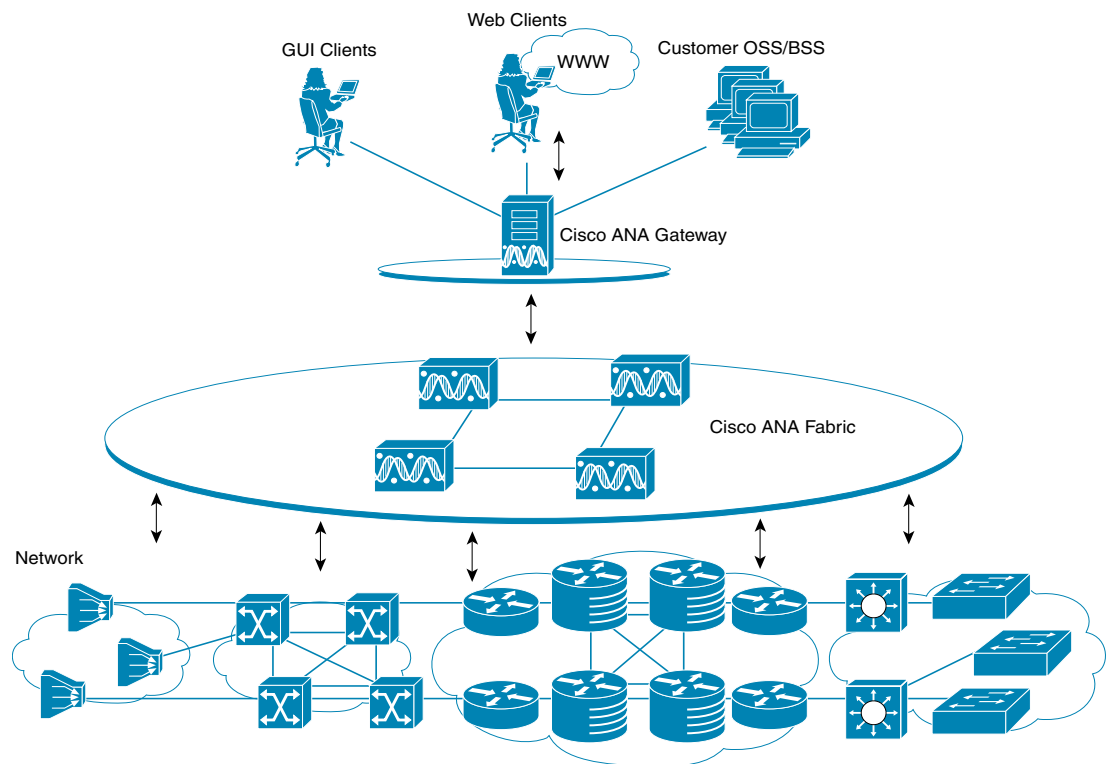 Web Clients
GUI Clients
WWW
Customer OSS/BSS
Cisco ANA Gateway
Cisco ANA Fabric
Network